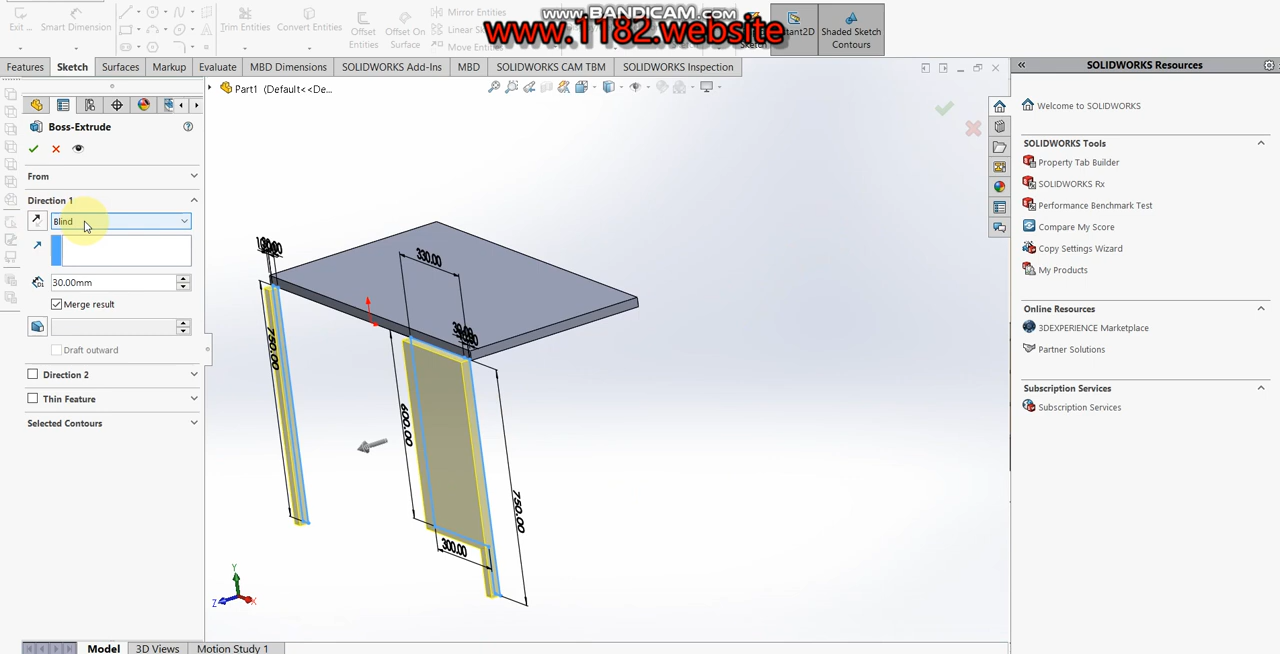 www.BANDICAM.com
www.1182.website
Exit ...
Smart Dimension
Trim Entities
Convert Entities
Offset Entities
Offset On Surface
Mirror Entities
Linear Sk
Move Entities
Sketch
Instant2D
Shaded Sketch Contours
Features
Sketch
Surfaces
Markup
Evaluate
MBD Dimensions
SOLIDWORKS Add-Ins
MBD
SOLIDWORKS CAM TBM
SOLIDWORKS Inspection
SOLIDWORKS Resources
Part1 (Default<<De...
Boss-Extrude
From
Direction 1
Blind
30.00mm
Merge result
Draft outward
Direction 2
Thin Feature
Selected Contours
330.00
750.00
600.00
750.00
300.00
Y
Z
X
Welcome to SOLIDWORKS
SOLIDWORKS Tools
Property Tab Builder
SOLIDWORKS Rx
Performance Benchmark Test
Compare My Score
Copy Settings Wizard
My Products
Online Resources
3DEXPERIENCE Marketplace
Partner Solutions
Subscription Services
Subscription Services
Model
3D Views
Motion Study 1